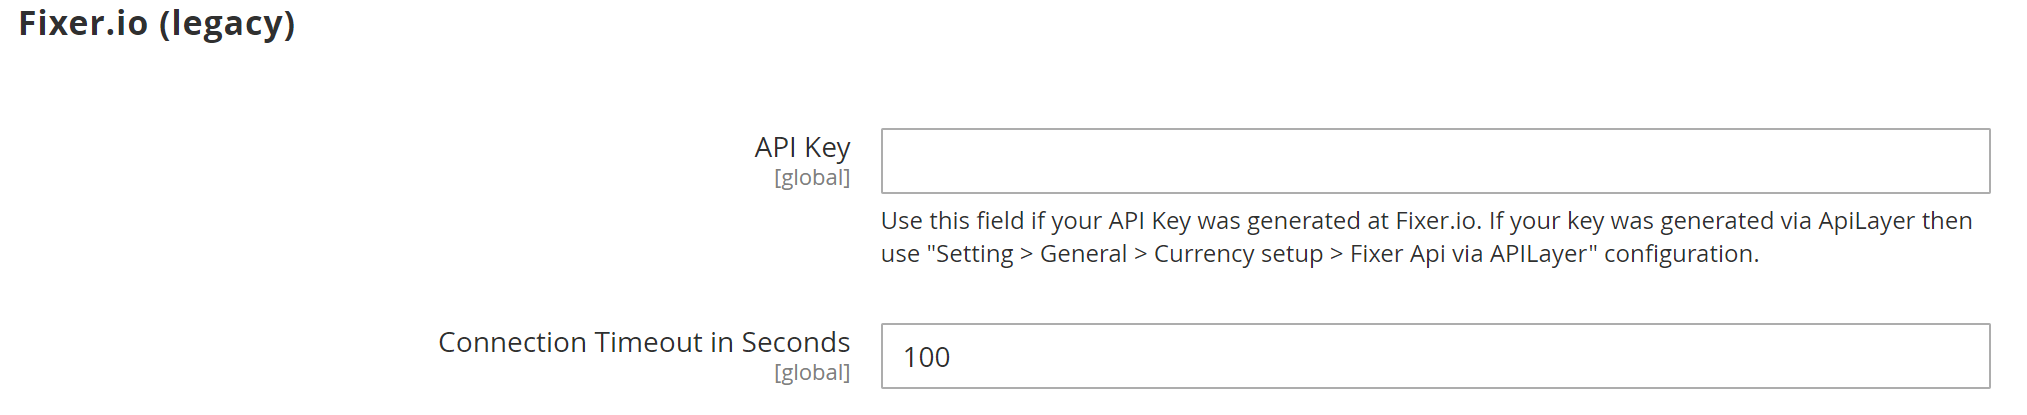 Fixer.io (legacy)
API Key
[global]
Use this field if your API Key was generated at Fixer.io. If your key was generated via ApiLayer then
use "Setting > General > Currency setup > Fixer Api via APILayer" configuration.
Connection Timeout in Seconds
[global]
100